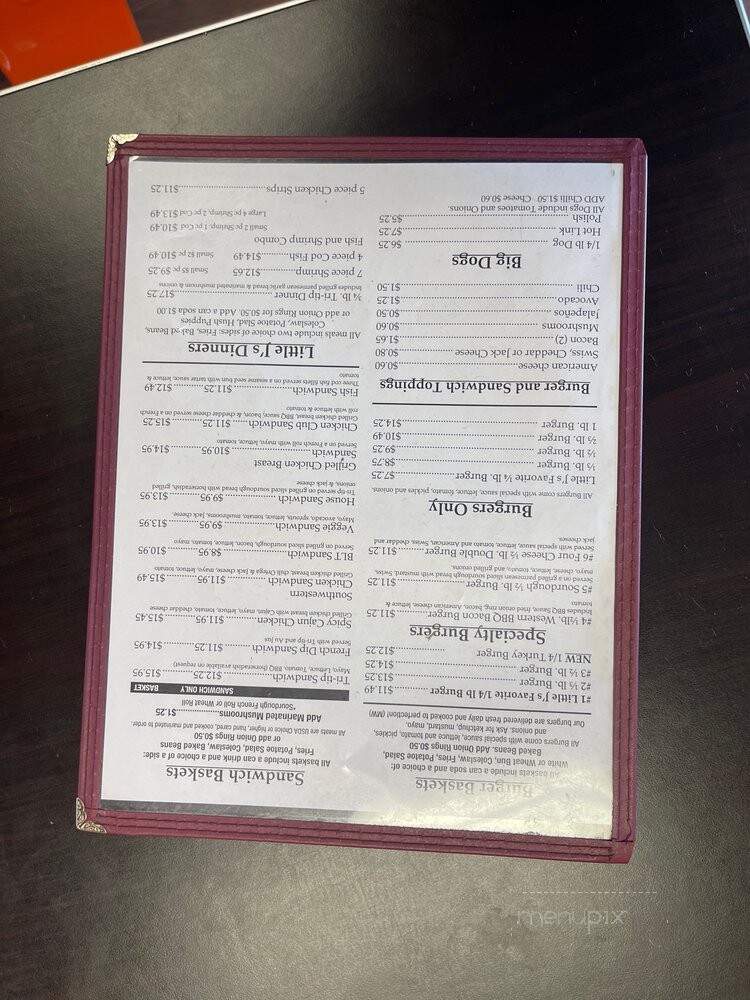 Burger Baskets
All baskets include a can soda and a choice of:
White or Wheat Bun, Coleslaw, Fries, Potatoe Salad,
Baked Beans. Add Onion Rings $0.50
All Burgers come with special sauce, lettuce and tomato, pickles,
and onions. Ask for ketchup, mustard, mayo.
Our burgers are delivered fresh daily and cooked to perfection! (MW)
#1 Little J's Favorite 1/4 lb Burger $11.49
#2 ½ lb. Burger $13.25
#3 ½ lb. Burger $14.25
NEW 1/4 Turkey Burger $12.25
Specialty Burgers
#4 ½ lb. Western BBQ Bacon Burger $11.25
Includes BBQ Sauce, fried onion ring, bacon, American cheese, lettuce &
tomato
#5 Sourdough ½ lb. Burger $11.25
Served on a grilled parmesean sliced sourdough bread with mustard, Swiss,
mayo, cheese, lettuce, tomato, and grilled onions.
#6 Four Cheese ½ lb. Double Burger $11.25
Served with special sauce, lettuce, tomato and American, Swiss, cheddar and
jack cheeses.
Burgers Only
All Burgers come with special sauce, lettuce, tomato, pickles and onions.
Little J's Favorite ¼ lb. Burger $7.25
½ lb. Burger $8.75
½ lb. Burger $9.25
½ lb. Burger $10.49
1 lb. Burger $14.25
Burger and Sandwich Toppings
American cheese $0.60
Swiss, Cheddar or Jack Cheese $0.80
Bacon (2) $1.65
Mushrooms $0.60
Jalapeños $0.50
Avocado $1.25
Chili $1.50
Big Dogs
1/4 lb Dog $6.25
Hot Link $7.25
Polish $5.25
All Dogs include Tomatoes and Onions.
ADD Chilli $1.50 Cheese $0.60
Sandwich Baskets
All baskets include a can drink and a choice of a side:
Fries, Potato Salad, Coleslaw, Baked Beans
add or Onion Rings $0.50
All meats are USDA Choice or higher, hand carved, cooked and marinated to order.
Add Marinated Mushrooms $1.25
*Sourdough French Roll or Wheat Roll
SANDWICH ONLY BASKET
Tri-tip Sandwich $12.25 $15.95
Mayo, Lettuce, Tomato, BBQ (horseradish available on request)
French Dip Sandwich $11.25 $14.95
Served with Tri-tip and Au Jus
Spicy Cajun Chicken $11.95 $15.45
Grilled chicken breast with Cajun, mayo, lettuce, tomato, cheddar cheese
Southwestern
Chicken Sandwich $11.95 $15.49
Grilled chicken breast, chili Ortega & Jack cheese, mayo, lettuce, tomato
BLT Sandwich $8.95 $10.95
Served on grilled sliced sourdough, bacon, lettuce, tomato, mayo
Veggie Sandwich $9.95 $13.25
Mayo, avocado, sprouts, lettuce, tomato, mushrooms, Jack cheese.
House Sandwich $9.95 $13.95
Tri-tip served on grilled sliced sourdough bread with horseradish, grilled
onions, & jack cheese
Grilled Chicken Breast
Sandwich $10.95 $14.95
Served on a French roll with mayo, lettuce, tomato
Chicken Club Sandwich $11.25 $15.25
Grilled chicken breast, BBQ sauce, bacon, & cheddar cheese served on a French
roll with lettuce & tomato
Fish Sandwich $11.25 $12.49
Three cod fish fillets served on a sesame seed bun with tartar sauce, lettuce &
tomato
Little J's Dinners
All meals include two choice of sides: Fries, Baked Beans,
Coleslaw, Potatoe Salad, Hush Puppies
or add Onion Rings for $0.50. Add a can soda $1.00
¾ lb. Tip-tip Dinner $17.25
Includes grilled parmesean garlic bread & marinated mushrooms & onions
7 piece Shrimp $12.65 Small $5 pc $9.25
4 piece Cod Fish $14.49 Small $2 pc $10.49
Fish and Shrimp Combo
Small 2 pc Shrimp, 1 pc Cod $10.49
Large 4 pc Shrimp, 2 pc Cod $13.49
5 piece Chicken Strips $11.25
menupix